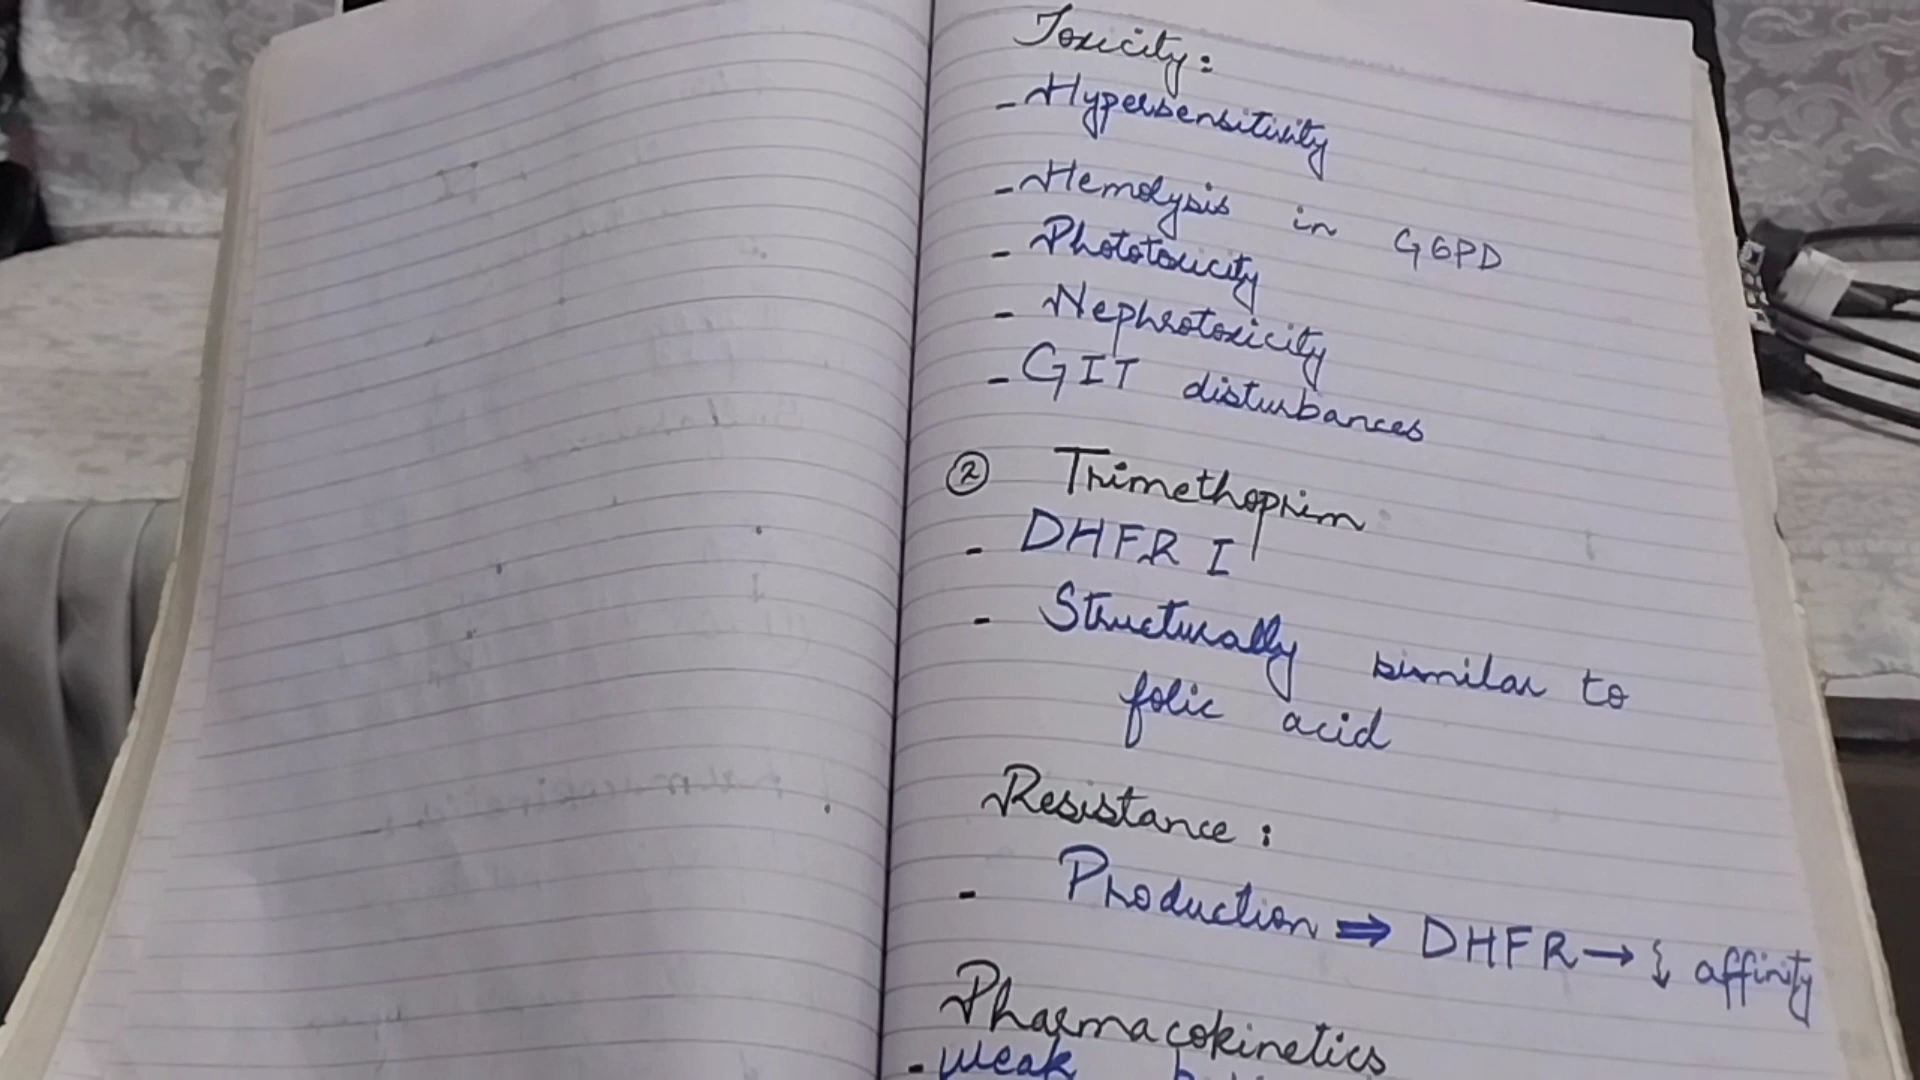 Toxicity:
- Hypersensitivity
- Hemolysis in G6PD
- Phototoxicity
- Nephrotoxicity
- GIT disturbances
② Trimethoprim
- DHFR I
- Structurally similar to
folic acid
Resistance:
- Production ⇒ DHFR → ↓ affinity
Pharmacokinetics
- weak